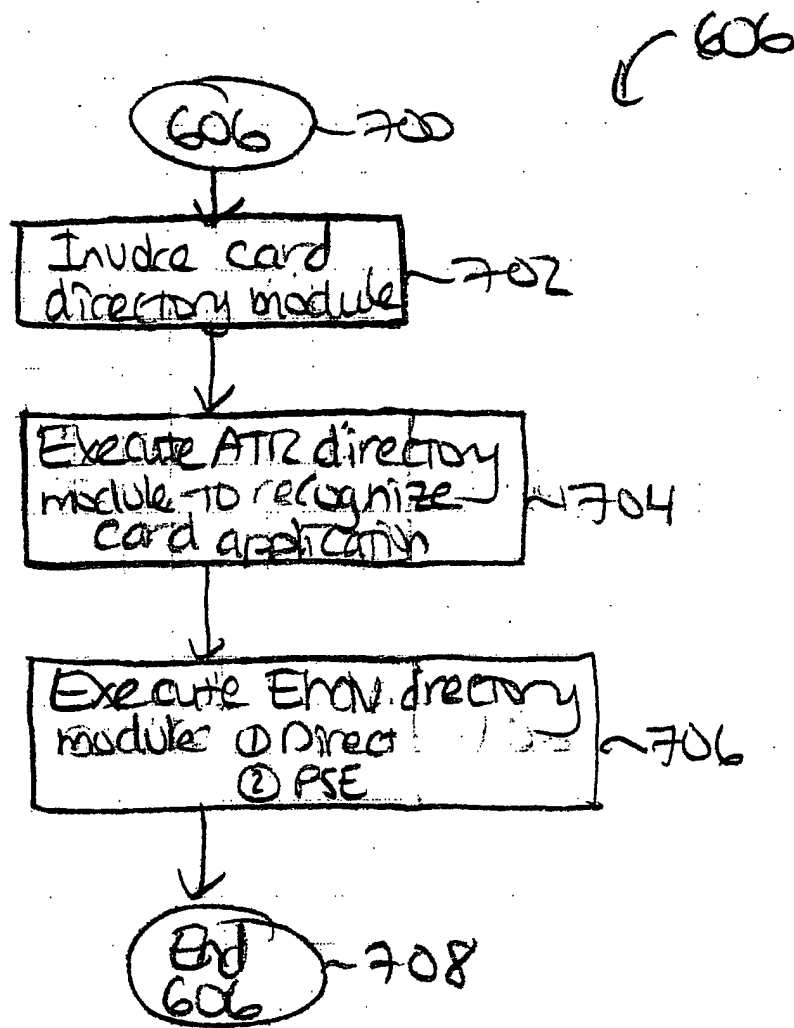 606
606
700
Invoke card
directory module
702
Execute ATR directory
module to recognize
card application
704
Execute directory
module ① Direct
② PSE
706
End
606
708